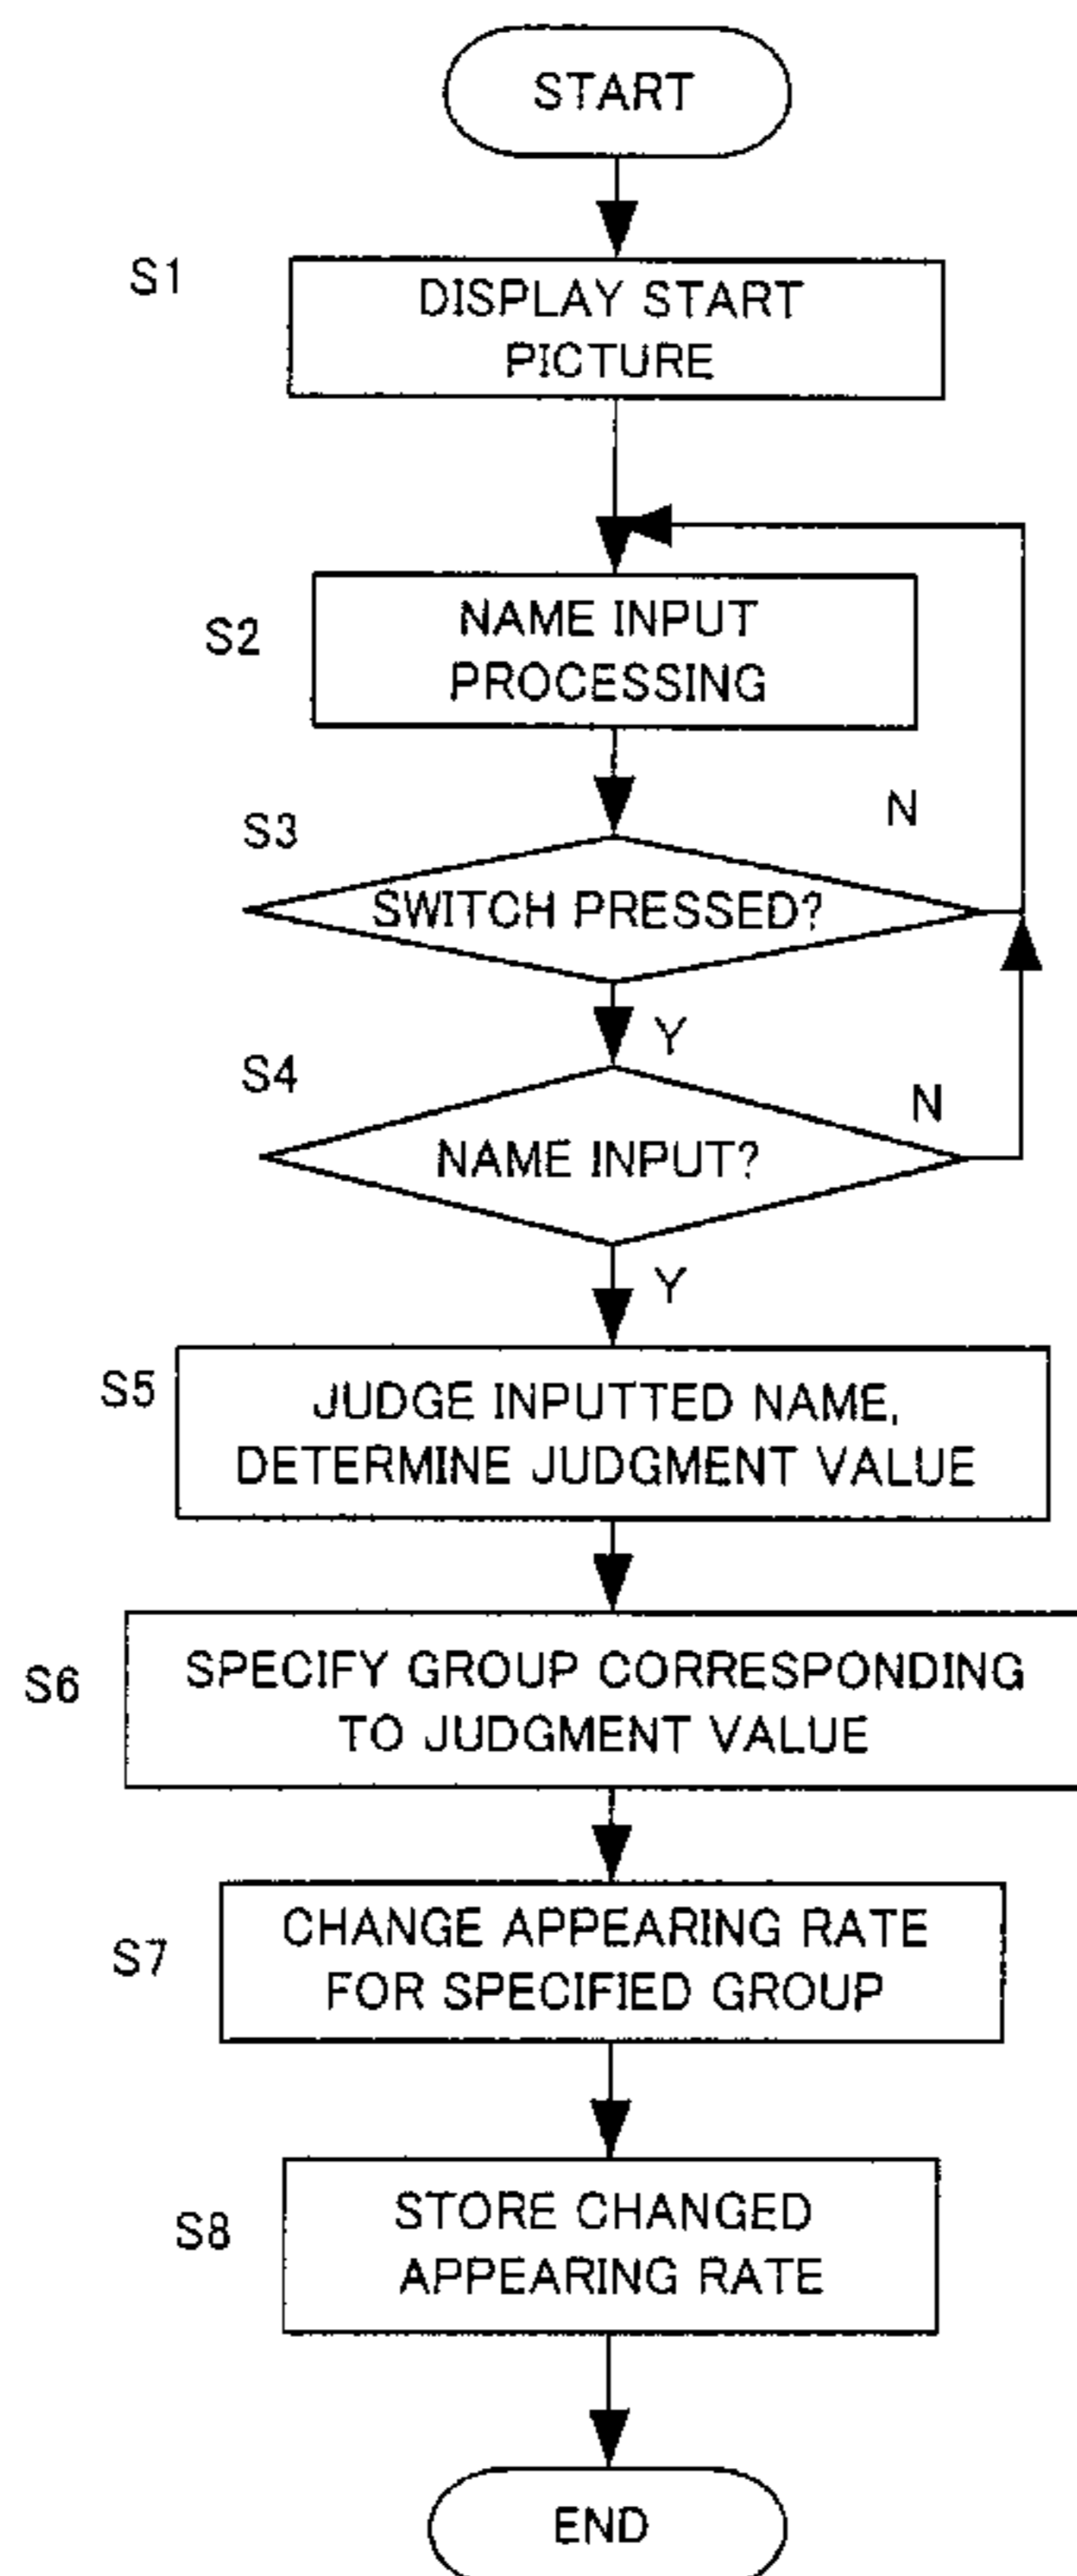 START
S1
DISPLAY START
PICTURE
S2
NAME INPUT
PROCESSING
N
S3
SWITCH PRESSED?
Y
S4
N
NAME INPUT?
Y
S5
JUDGE INPUTTED NAME,
DETERMINE JUDGMENT VALUE
S6
SPECIFY GROUP CORRESPONDING
TO JUDGMENT VALUE
S7
CHANGE APPEARING RATE
FOR SPECIFIED GROUP
S8
STORE CHANGED
APPEARING RATE
END